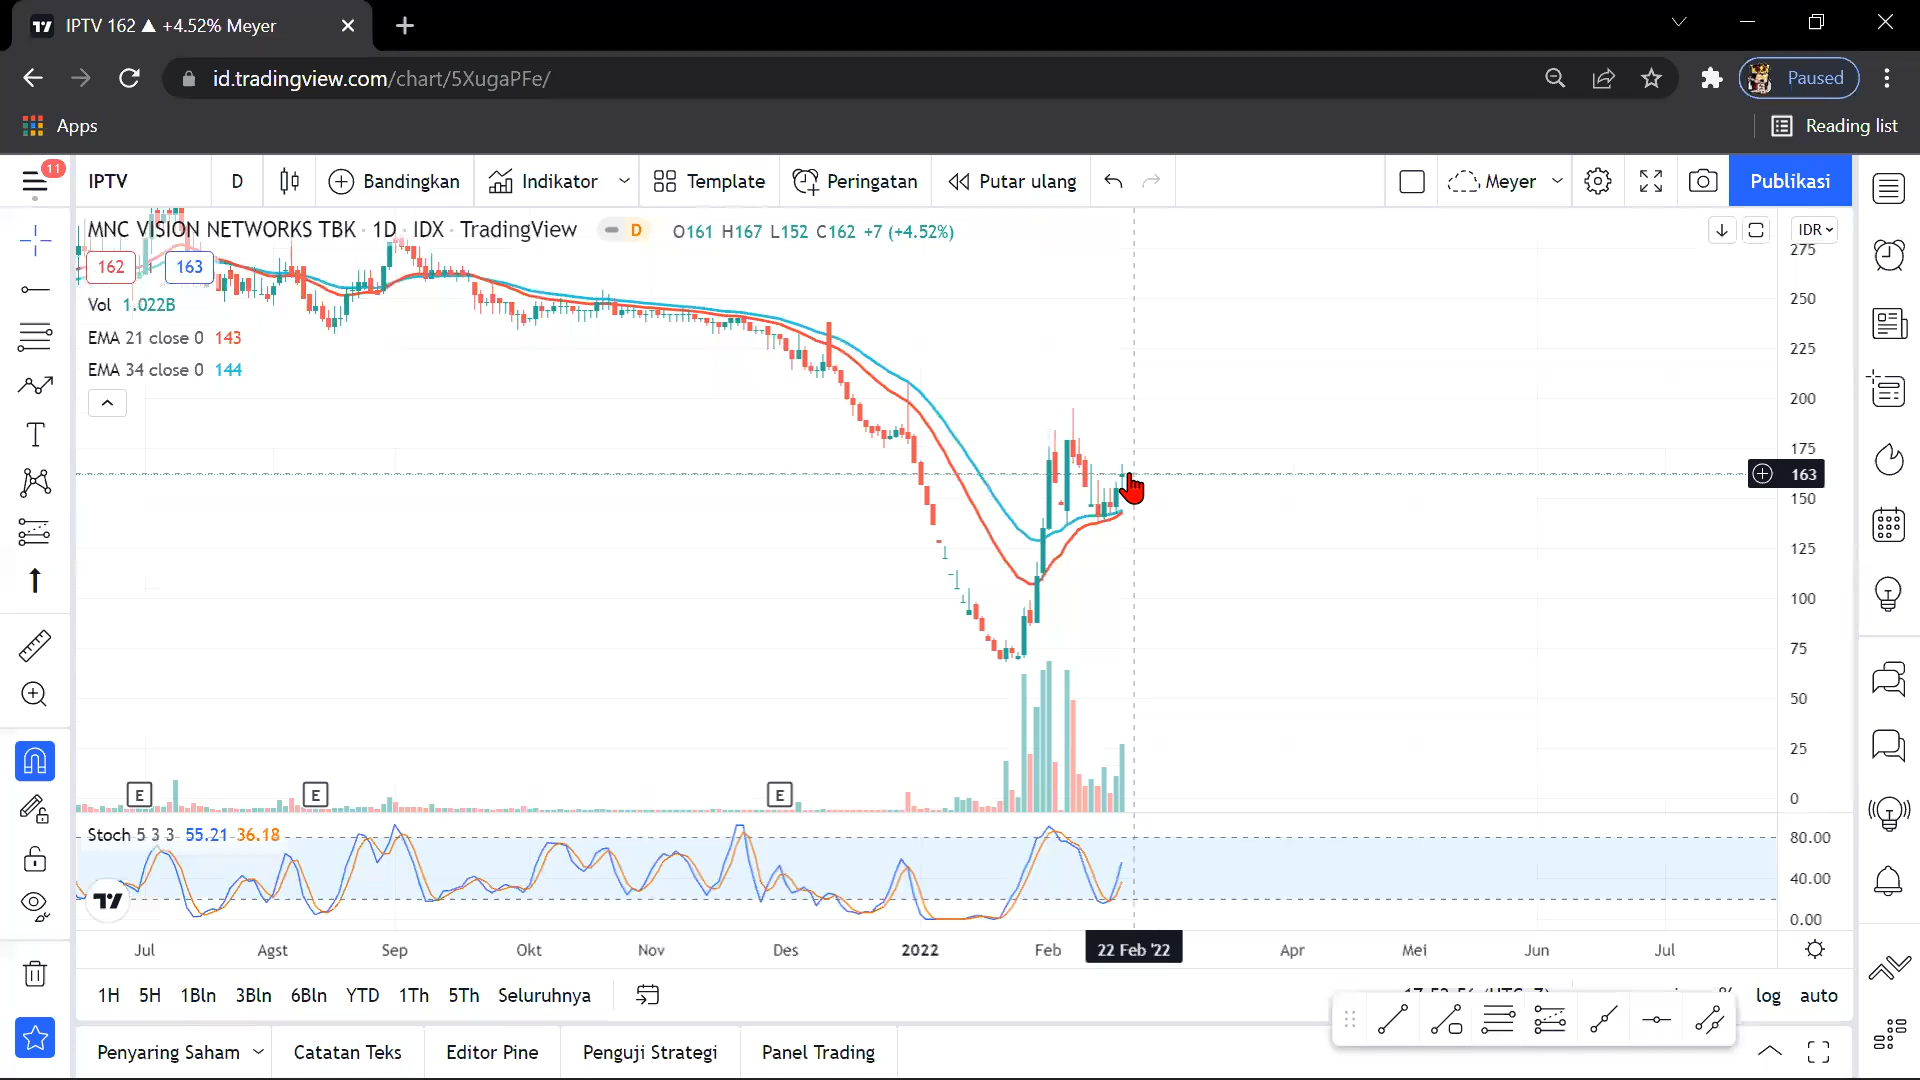 IPTV 162 ▲ +4.52% Meyer
id.tradingview.com/chart/5XugaPFe/
Paused
Apps
Reading list
11
IPTV D Bandingkan Indikator Template Peringatan Putar ulang Meyer Publikasi
MNC VISION NETWORKS TBK · 1D · IDX · TradingView D O161 H167 L152 C162 +7 (+4.52%)
IDR
162 1 163
Vol 1.022B
EMA 21 close 0 143
EMA 34 close 0 144
275
250
225
200
175
163
150
125
100
75
50
25
0
E E E
Stoch 5 3 3 55.21 36.18
80.00
40.00
0.00
Jul Agst Sep Okt Nov Des 2022 Feb 22 Feb '22 Apr Mei Jun Jul
1H 5H 1Bln 3Bln 6Bln YTD 1Th 5Th Seluruhnya % log auto
Penyaring Saham Catatan Teks Editor Pine Penguji Strategi Panel Trading